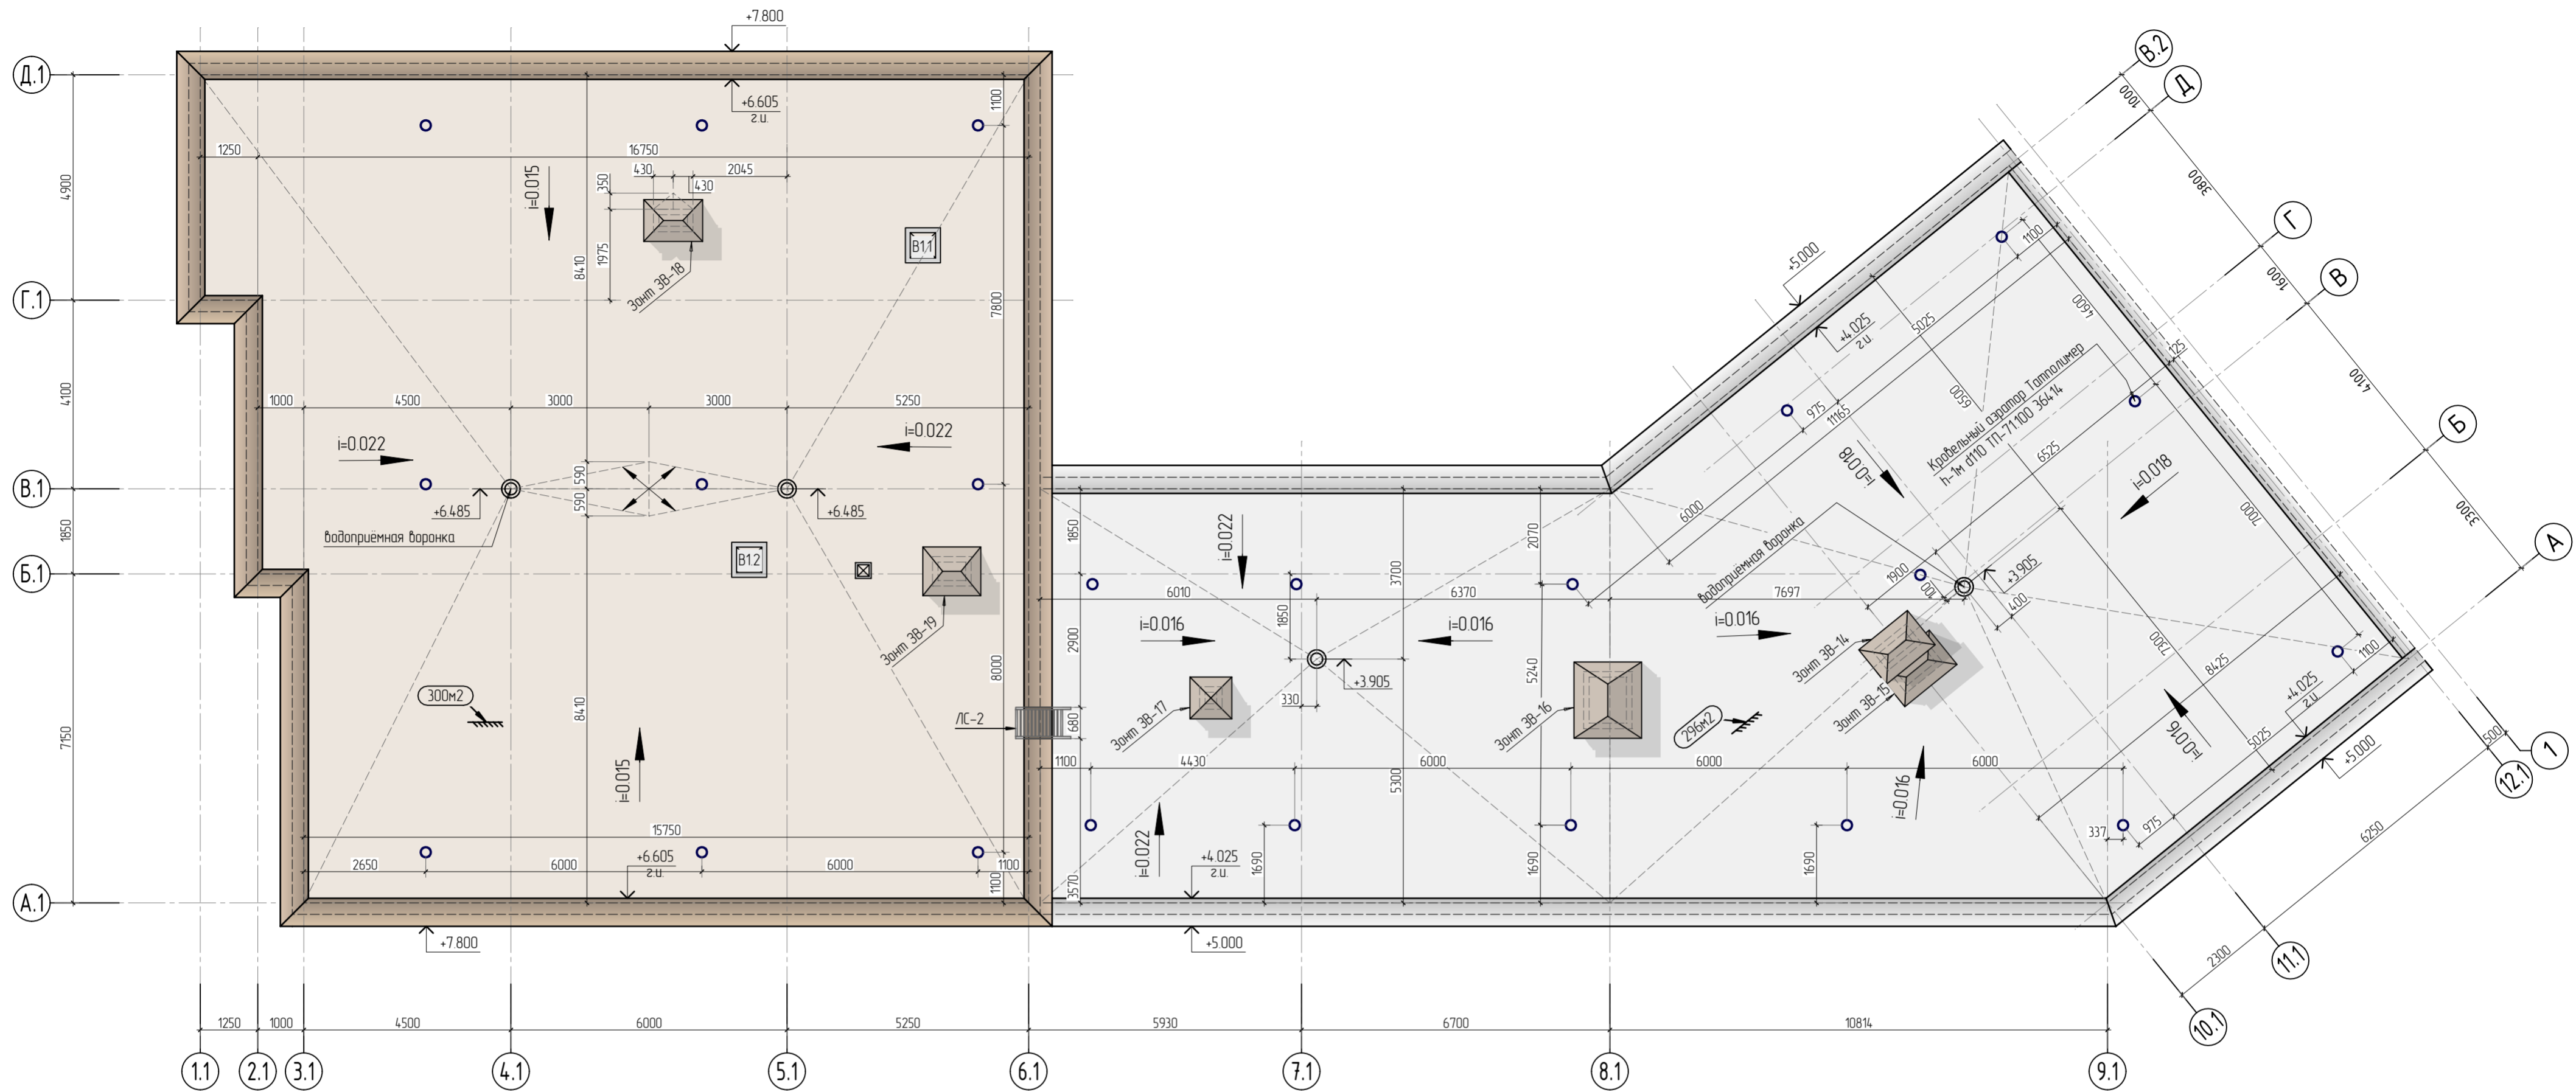 +7.800
В.2
Д.1
Д
1000
+6.605
г.и.
1100
1250
16750
3800
4900
i=0.015
430
2045
350
430
Г
1975
8410
В1.1
Зонт ЗВ-18
1600
+5.000
В
Г.1
7800
+4.025
г.и.
5025
1100
4600
4100
125
4100
1000
4500
3000
3000
5250
975
11165
6500
Кровельный аэратор Татполимер
h-1м d110 ТП-71.100 36414
i=0.022
i=0.022
Б
6525
i=0.018
i=0.018
590
590
В.1
+6.485
+6.485
6000
7000
3300
водоприёмная воронка
водоприёмная воронка
1850
1850
i=0.022
2070
3700
А
В1.2
Б.1
1900
100
+3.905
400
6010
6370
7697
1850
i=0.016
i=0.016
i=0.016
2900
Зонт ЗВ-19
Зонт ЗВ-14
7300
8425
1100
8000
5240
+3.905
300м2
330
+4.025
г.и.
ЛС-2
680
Зонт ЗВ-17
Зонт ЗВ-16
296м2
Зонт ЗВ-15
i=0.016
5025
500
1
+5.000
12.1
7150
8410
1100
4430
6000
6000
6000
i=0.015
5300
i=0.016
6250
15750
337
975
i=0.022
1690
1690
1690
2650
6000
6000
1100
+6.605
г.и.
+4.025
г.и.
1100
3570
А.1
+7.800
+5.000
2300
11.1
10.1
1250
1000
4500
6000
5250
5930
6700
10814
1.1
2.1
3.1
4.1
5.1
6.1
7.1
8.1
9.1